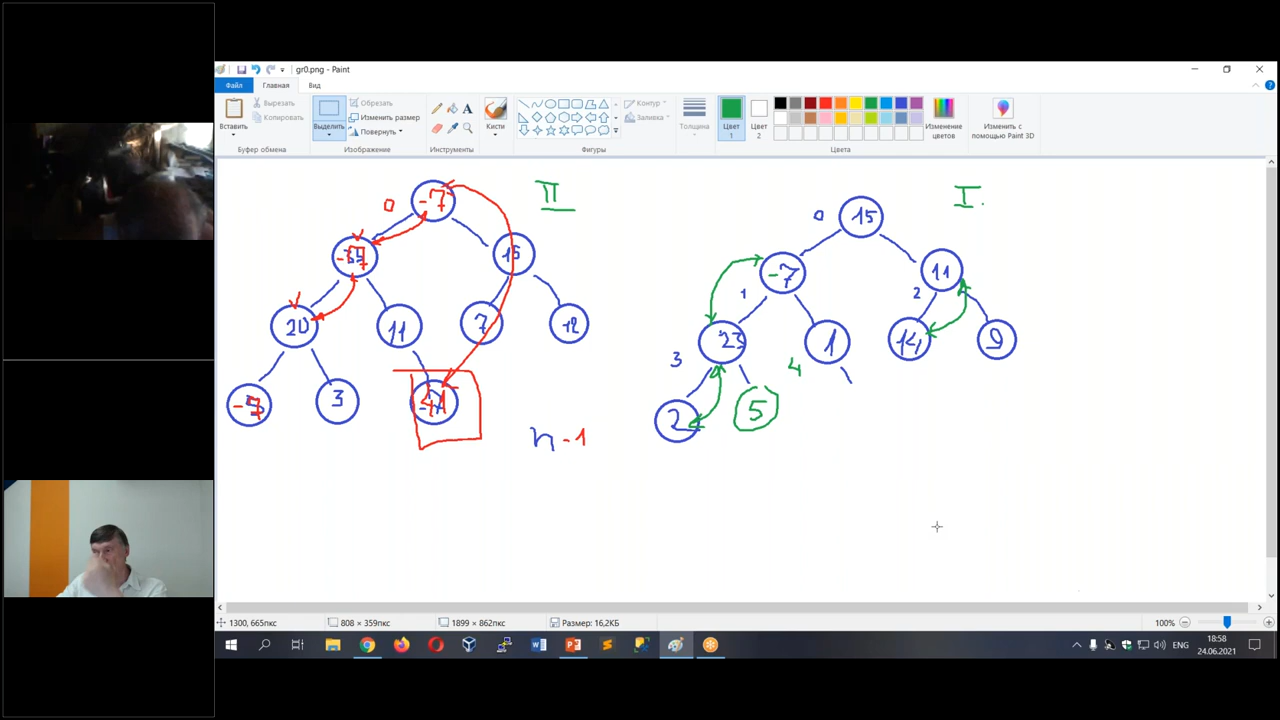 gr0.png - Paint
Файл Главная Вид
Вставить
Вырезать
Копировать
Выделить
Обрезать
Изменить размер
Повернуть
Кисти
Контур
Заливка
Толщина
Цвет 1
Цвет 2
Изменение цветов
Изменить с помощью Paint 3D
Буфер обмена Изображение Инструменты Фигуры Цвета
II
0 -7
15
20 11 7 12
3
n-1
I.
0 15
-7 11
1 2
23 1 14 9
3 4
2 5
1300, 665пкс 808 × 359пкс 1899 × 862пкс Размер: 16,2КБ 100%
ENG 18:58 24.06.2021